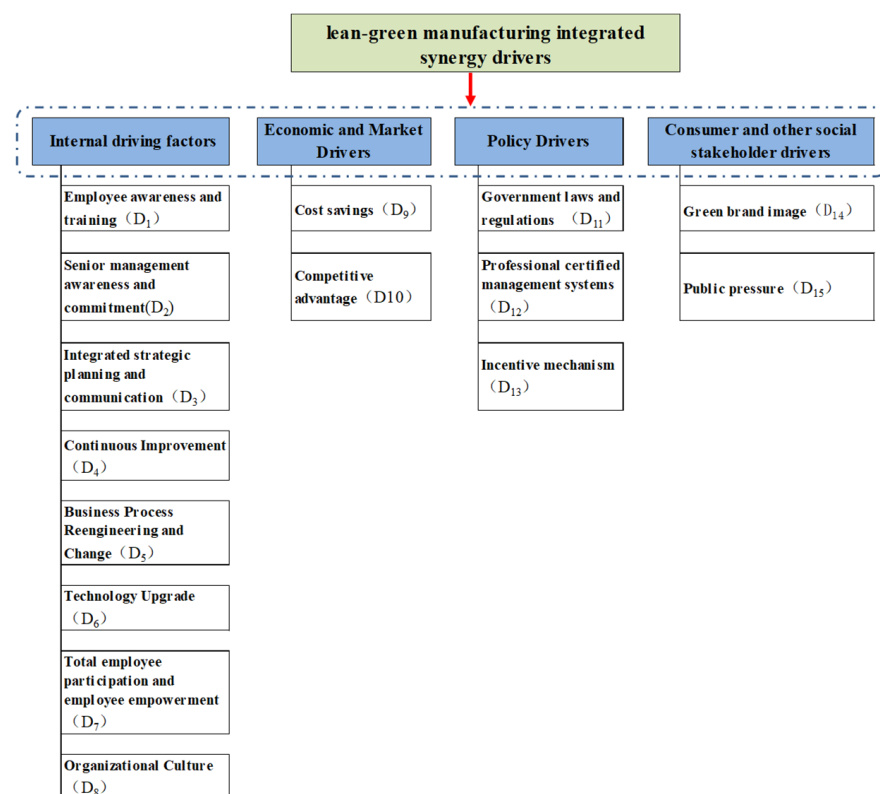 lean-green manufacturing integrated
synergy drivers
Internal driving factors
Economic and Market
Drivers
Policy Drivers
Consumer and other social
stakeholder drivers
Employee awareness and
training（D₁）
Senior management
awareness and
commitment(D₂)
Integrated strategic
planning and
communication（D₃）
Continuous Improvement
（D₄）
Business Process
Reengineering and
Change（D₅）
Technology Upgrade
（D₆）
Total employee
participation and
employee empowerment
（D₇）
Organizational Culture
（D₈）
Cost savings（D₉）
Competitive
advantage（D10）
Government laws and
regulations （D₁₁）
Professional certified
management systems
（D₁₂）
Incentive mechanism
（D₁₃）
Green brand image（D₁₄）
Public pressure（D₁₅）